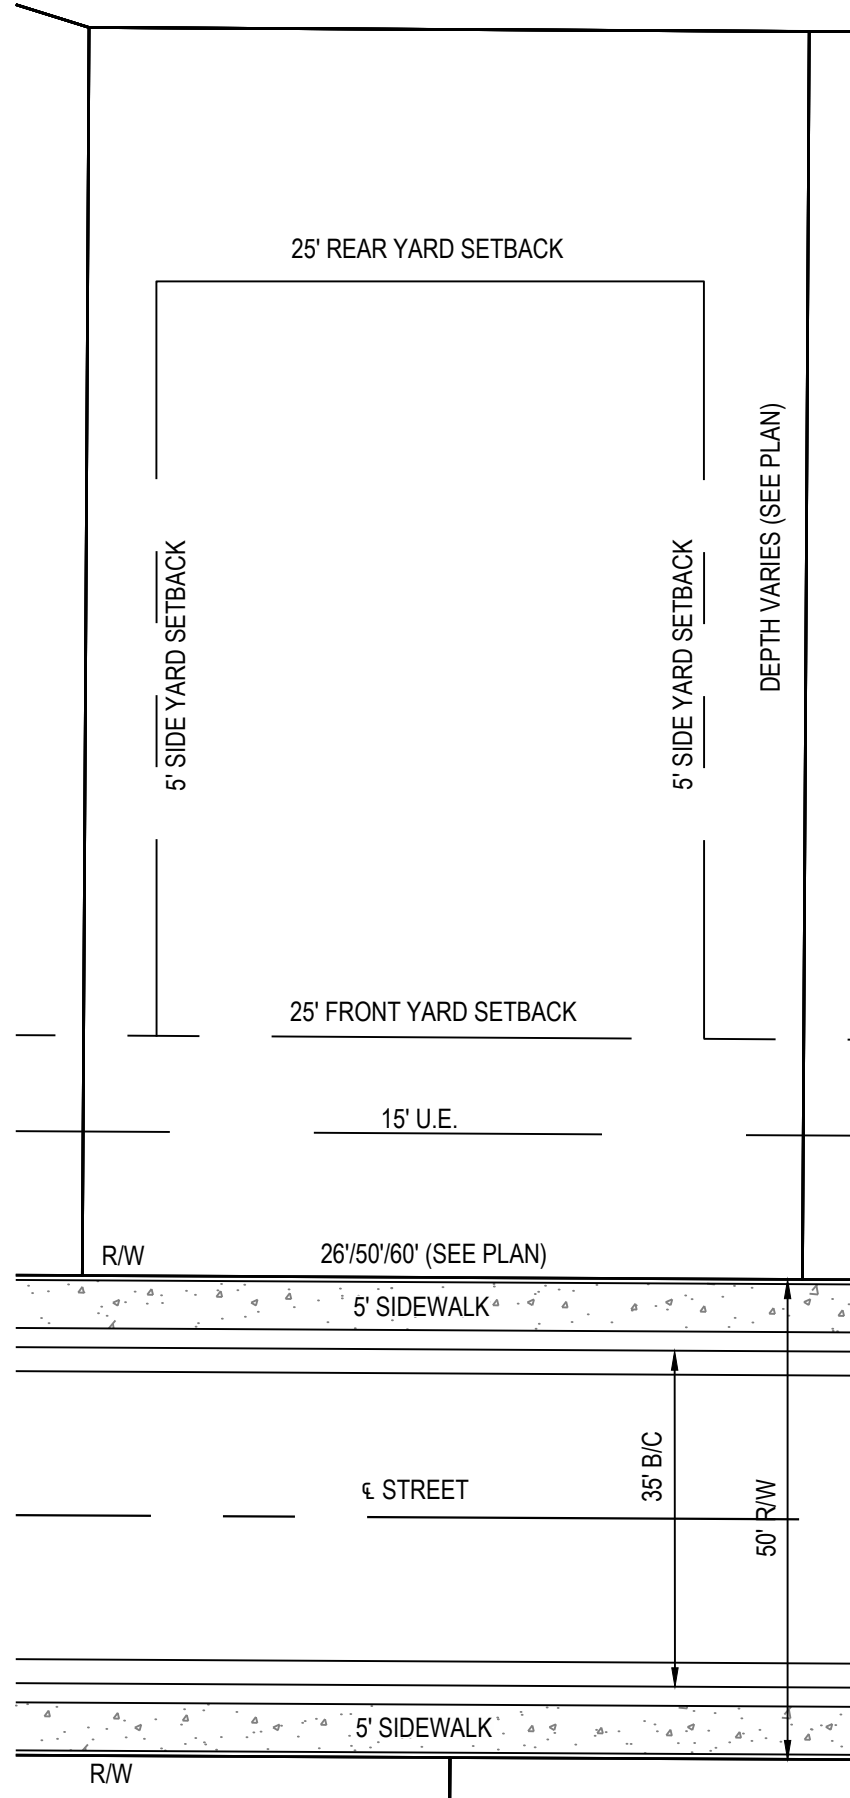 25' REAR YARD SETBACK
DEPTH VARIES (SEE PLAN)
5' SIDE YARD SETBACK
5' SIDE YARD SETBACK
25' FRONT YARD SETBACK
15' U.E.
R/W
26'/50'/60' (SEE PLAN)
5' SIDEWALK
35' B/C
℄ STREET
50' R/W
5' SIDEWALK
R/W